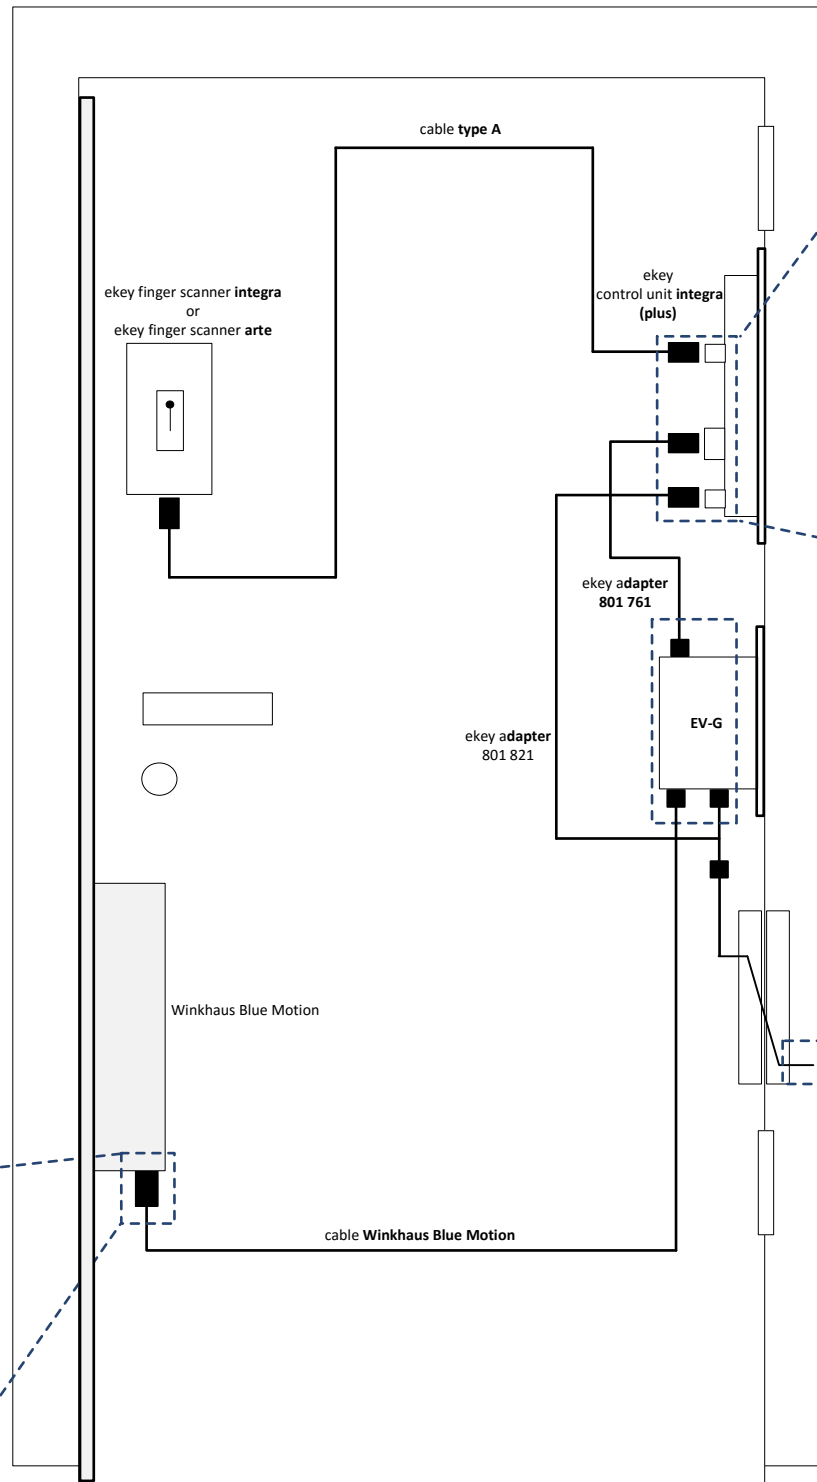 cable type A
ekey
control unit integra
(plus)
ekey finger scanner integra
or
ekey finger scanner arte
ekey adapter
801 761
EV-G
ekey adapter
801 821
Winkhaus Blue Motion
cable Winkhaus Blue Motion